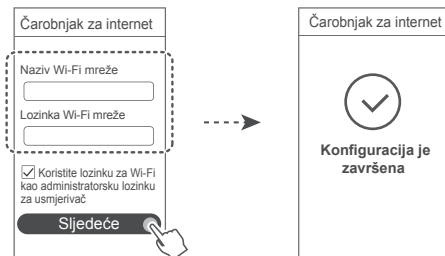 Čarobnjak za internet
Naziv Wi-Fi mreže
Lozinka Wi-Fi mreže
Koristite lozinku za Wi-Fi
kao administratorsku lozinku
za usmjerivač
Sljedeće
Čarobnjak za internet
Konfiguracija je
završena